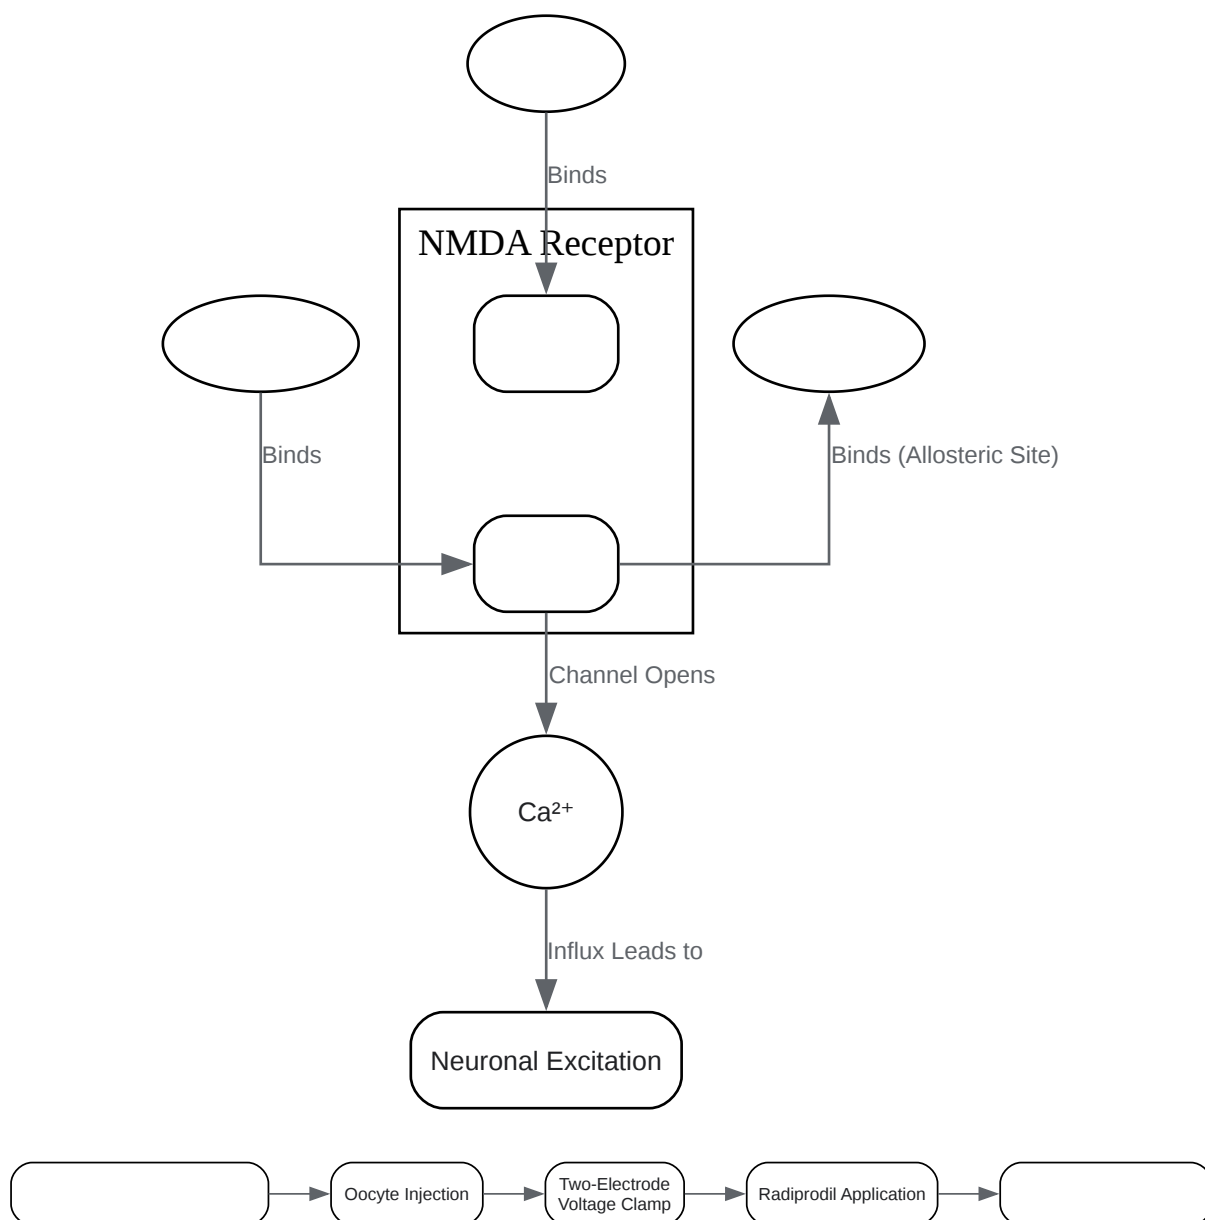 Binds
NMDA Receptor
Binds
Binds (Allosteric Site)
Channel Opens
Ca²⁺
Influx Leads to
Neuronal Excitation
Oocyte Injection
Two-Electrode
Voltage Clamp
Radiprodil Application